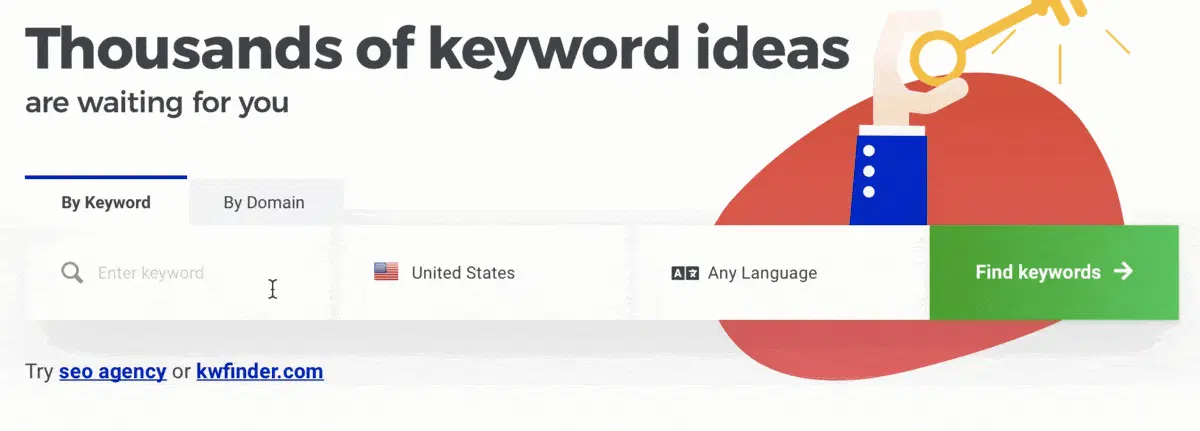 Thousands of keyword ideas
are waiting for you
By Keyword By Domain
Enter keyword United States A Any Language Find keywords
Try seo agency or kwfinder.com